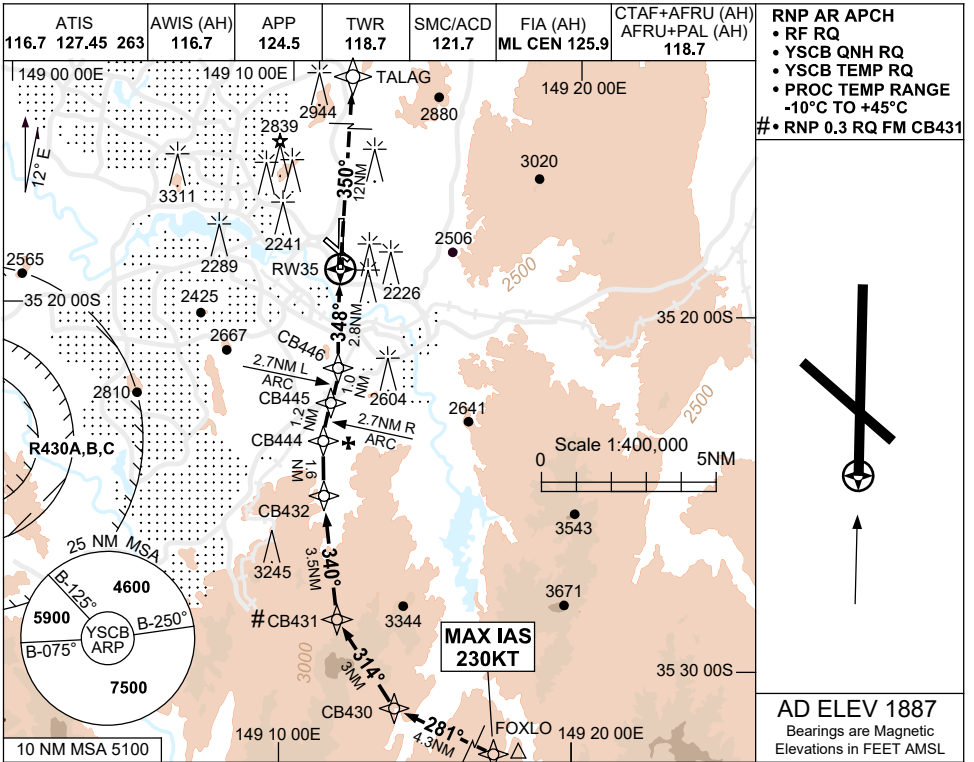 ATIS
116.7 127.45 263
AWIS (AH)
116.7
APP
124.5
TWR
118.7
SMC/ACD
121.7
FIA (AH)
ML CEN 125.9
CTAF+AFRU (AH)
AFRU+PAL (AH)
118.7
RNP AR APCH
• RF RQ
• YSCB QNH RQ
• YSCB TEMP RQ
• PROC TEMP RANGE
-10°C TO +45°C
#• RNP 0.3 RQ FM CB431
149 00 00E
149 10 00E
TALAG
149 20 00E
2944
2880
2839
12° E
350°
12NM
3020
3311
2241
2289
2506
2565
RW35
2226
2500
35 20 00S
35 20 00S
2425
348°
2.8NM
2667
CB446
2.7NM L
ARC
1.0
NM
2604
2810
CB445
2500
1.2
NM
2.7NM R
ARC
2641
R430A,B,C
CB444
Scale 1:400,000
0
5NM
1.6
NM
CB432
3543
25 NM MSA
3245
340°
3.5NM
B-125°
4600
5900
YSCB
ARP
B-250°
B-075°
7500
3671
3344
# CB431
MAX IAS
230KT
3000
314°
3NM
35 30 00S
CB430
281°
4.3NM
FOXLO
149 10 00E
149 20 00E
10 NM MSA 5100
AD ELEV 1887
Bearings are Magnetic
Elevations in FEET AMSL